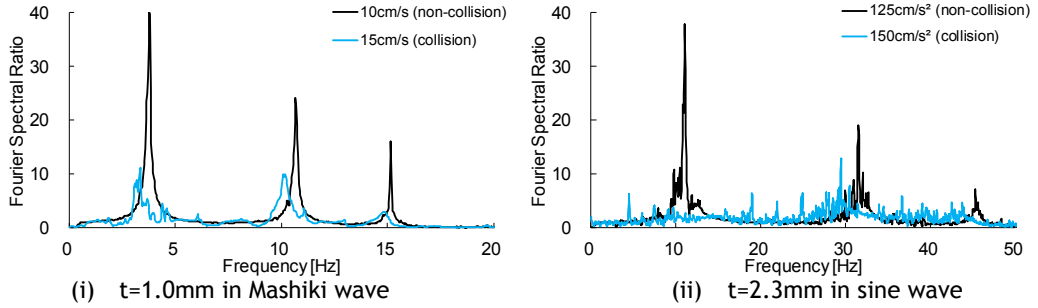 Fourier Spectral Ratio
40
30
20
10
0
10cm/s (non-collision)
15cm/s (collision)
0 5 10 15 20
Frequency [Hz]
(i) t=1.0mm in Mashiki wave
Fourier Spectral Ratio
40
30
20
10
0
125cm/s² (non-collision)
150cm/s² (collision)
0 10 20 30 40 50
Frequency [Hz]
(ii) t=2.3mm in sine wave